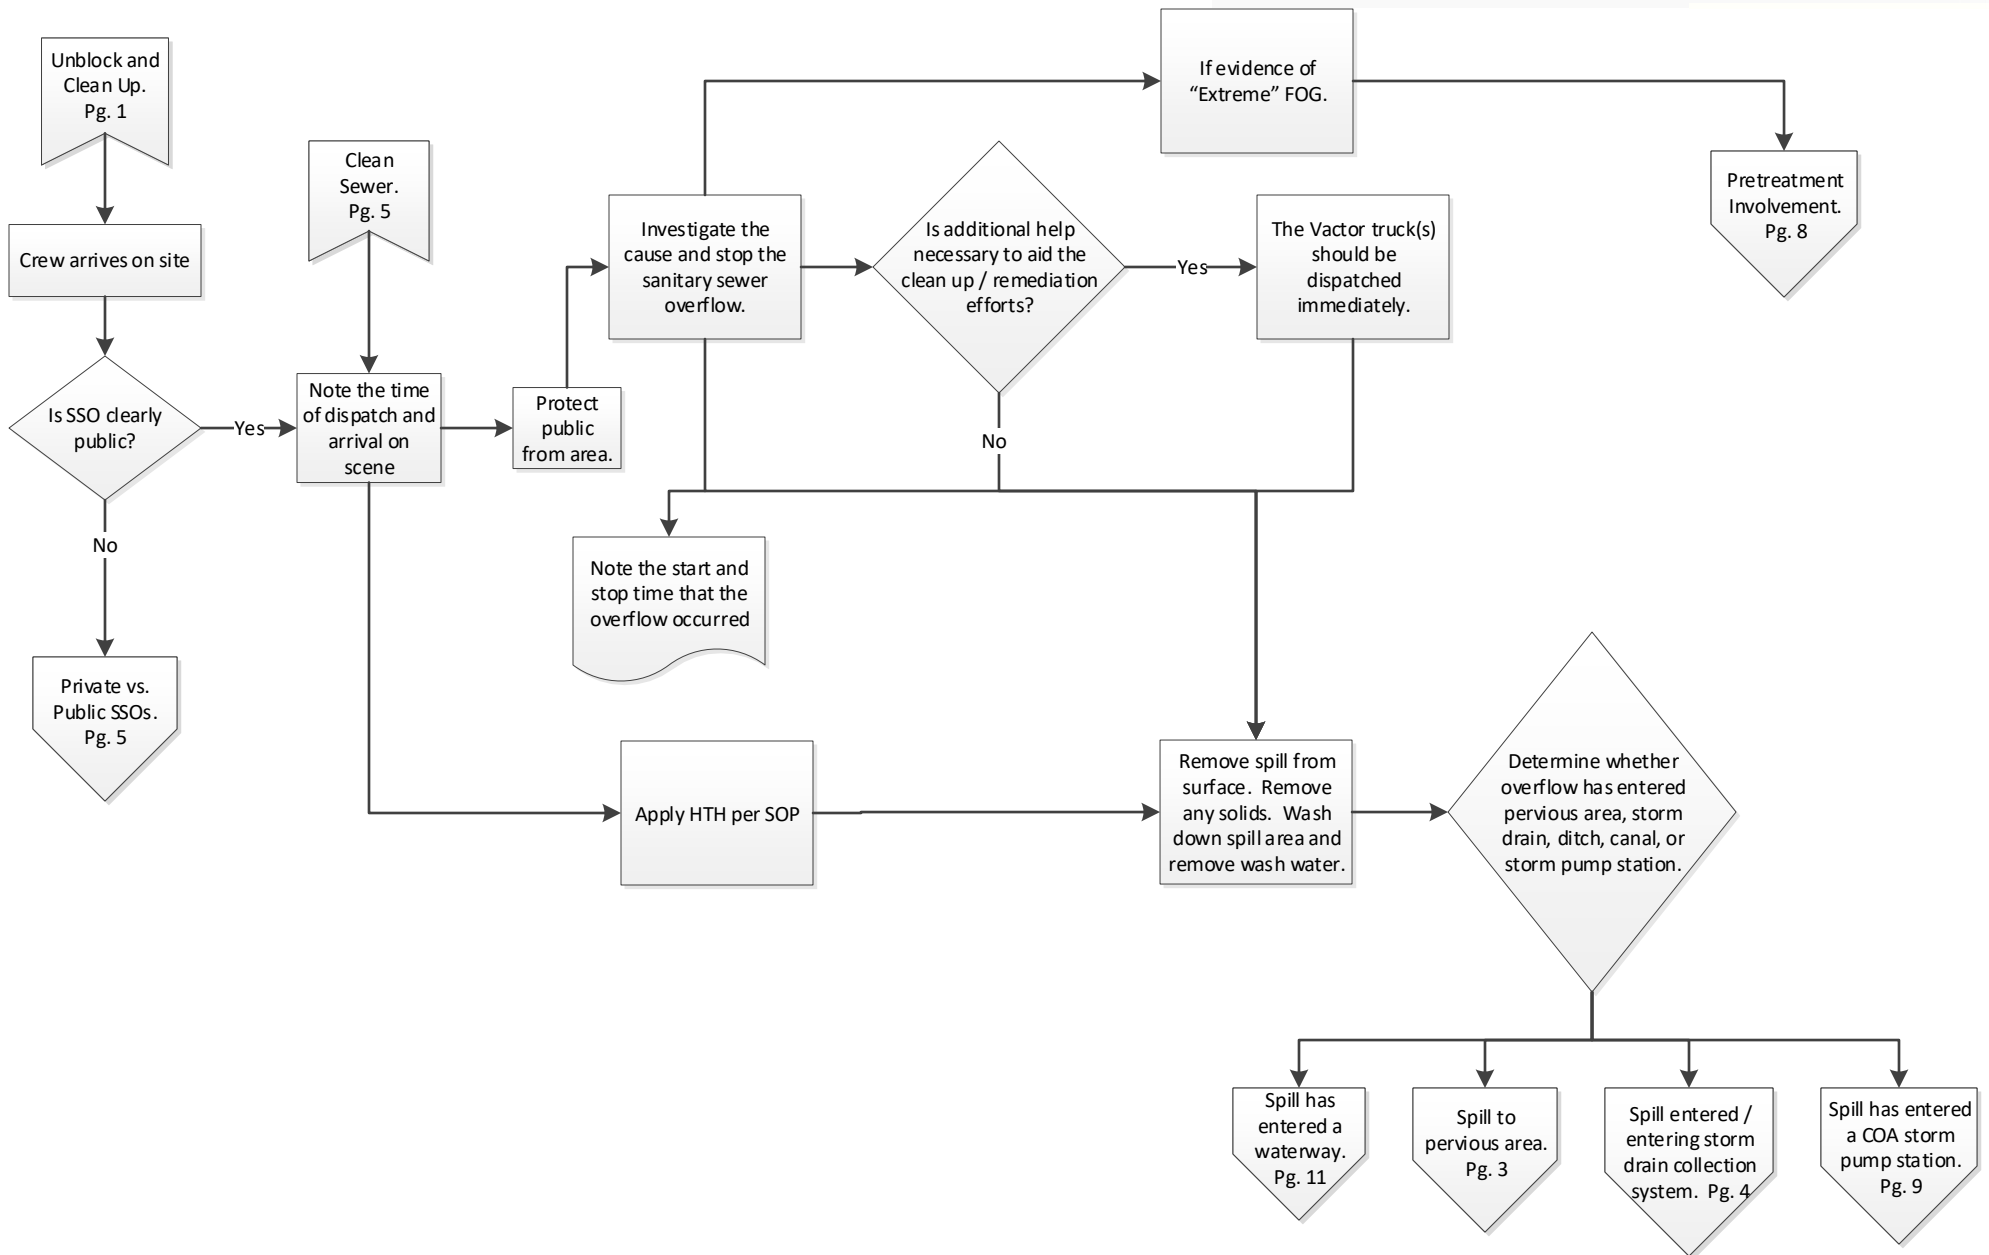 Unblock and
Clean Up.
Pg. 1
Crew arrives on site
Is SSO clearly
public?
Yes
No
Private vs.
Public SSOs.
Pg. 5
Clean
Sewer.
Pg. 5
Note the time
of dispatch and
arrival on
scene
Protect
public
from area.
Investigate the
cause and stop the
sanitary sewer
overflow.
If evidence of
“Extreme” FOG.
Pretreatment
Involvement.
Pg. 8
Is additional help
necessary to aid the
clean up / remediation
efforts?
Yes
No
The Vactor truck(s)
should be
dispatched
immediately.
Note the start and
stop time that the
overflow occurred
Apply HTH per SOP
Remove spill from
surface.  Remove
any solids.  Wash
down spill area and
remove wash water.
Determine whether
overflow has entered
pervious area, storm
drain, ditch, canal, or
storm pump station.
Spill has
entered a
waterway.
Pg. 11
Spill to
pervious area.
Pg. 3
Spill entered /
entering storm
drain collection
system.  Pg. 4
Spill has entered
a COA storm
pump station.
Pg. 9